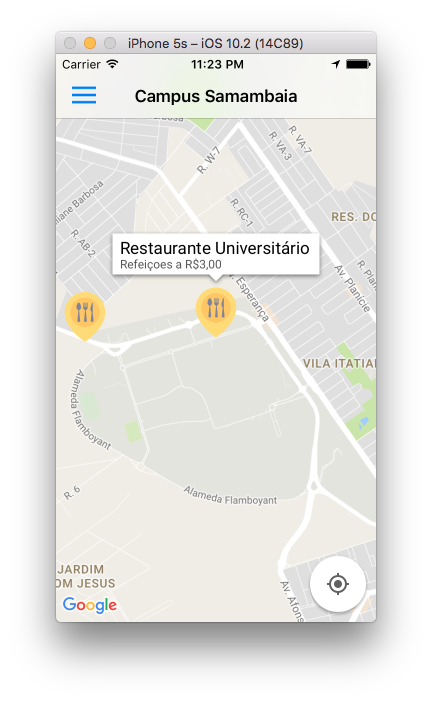 iPhone 5s – iOS 10.2 (14C89)
Carrier
11:23 PM
Campus Samambaia
R. W-7
R. VA-3
R. VA-7
iane Barbosa
R. RC-1
RES. DO
R. AB-2
Restaurante Universitário
Refeiçoes a R$3,00
Av. Planície
R. Plan
Esperança
VILA ITATIAI
Alameda Flamboyant
R. 6
Alameda Flamboyant
JARDIM
OM JESUS
Av. Afons
Google